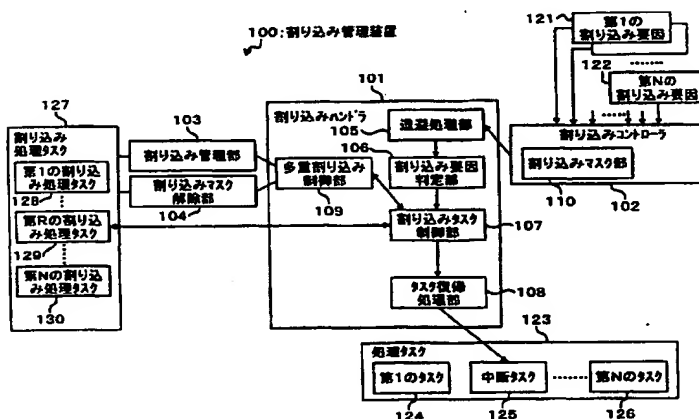 100:割り込み管理装置
121
第1の
割り込み要因
122
第Nの
割り込み要因
101
127
割り込み
処理タスク
103
割り込み管理部
割り込みハンドラ
105
退避処理部
割り込みコントローラ
割り込みマスク部
110
102
第1の割り込
み処理タスク
128
割り込みマスク
解除部
104
多重割り込み
制御部
109
106
割り込み要因
判定部
第Rの割り込
み処理タスク
129
割り込みタスク
制御部
107
第Nの割り込
み処理タスク
130
タスク復帰
処理部
108
123
処理タスク
第1のタスク
124
中断タスク
125
第Nのタスク
126